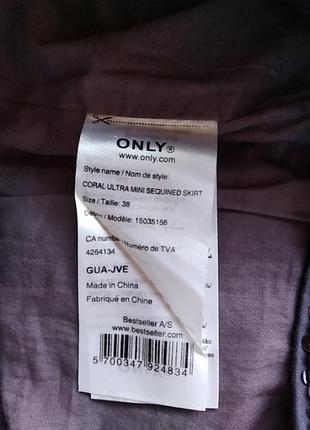 ONLY®
www.only.com
Style name / Nom de style:
CORAL ULTRA MINI SEQUINED SKIRT
Size / Taille: 38
/ Modèle: 15035156
CA number Numéro de TVA
4264134
GUA-JVE
Made in China
Fabriqué en Chine
Bestseller A/S
www.bestseller.com
5 700347 924834